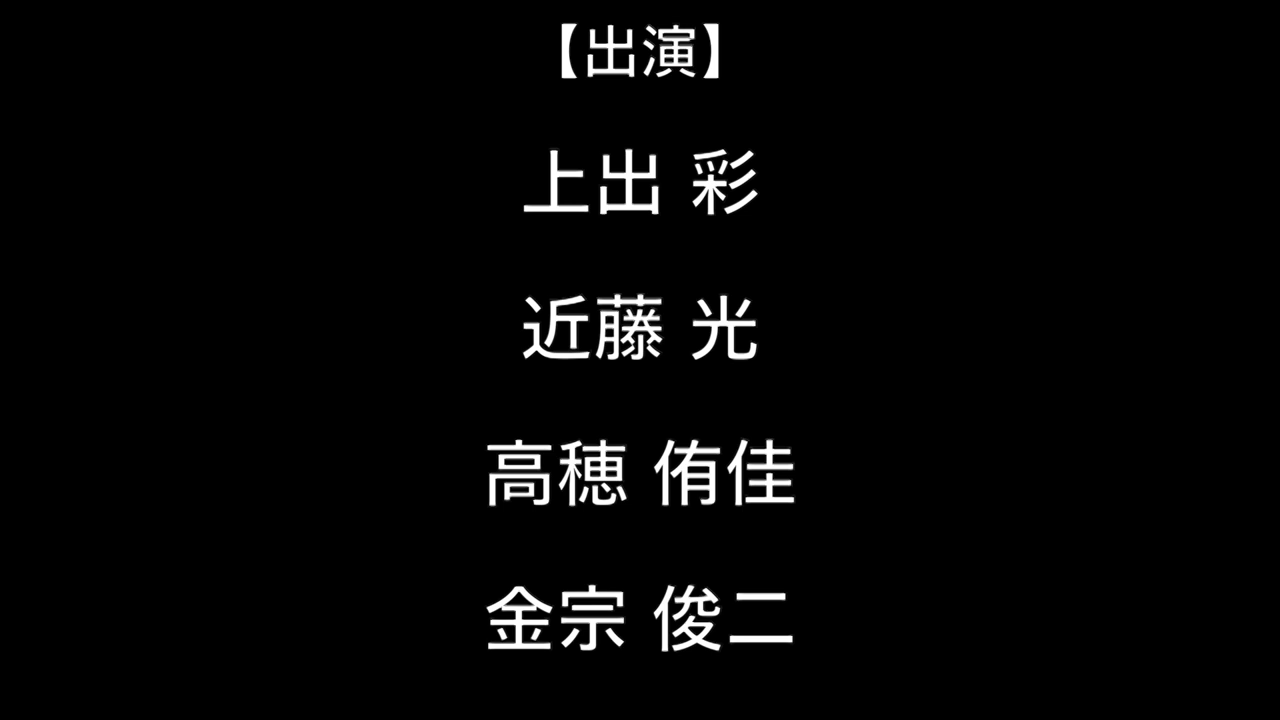 【出演】
上出 彩
近藤 光
高穂 侑佳
金宗 俊二